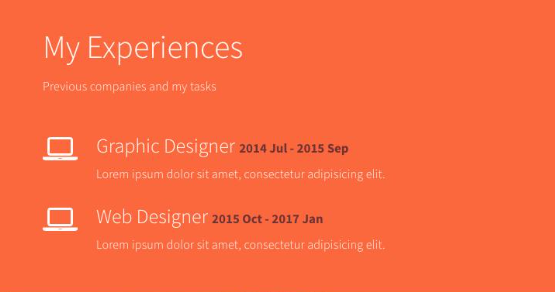 My Experiences
Previous companies and my tasks
Graphic Designer 2014 Jul - 2015 Sep
Lorem ipsum dolor sit amet, consectetur adipisicing elit.
Web Designer 2015 Oct - 2017 Jan
Lorem ipsum dolor sit amet, consectetur adipisicing elit.